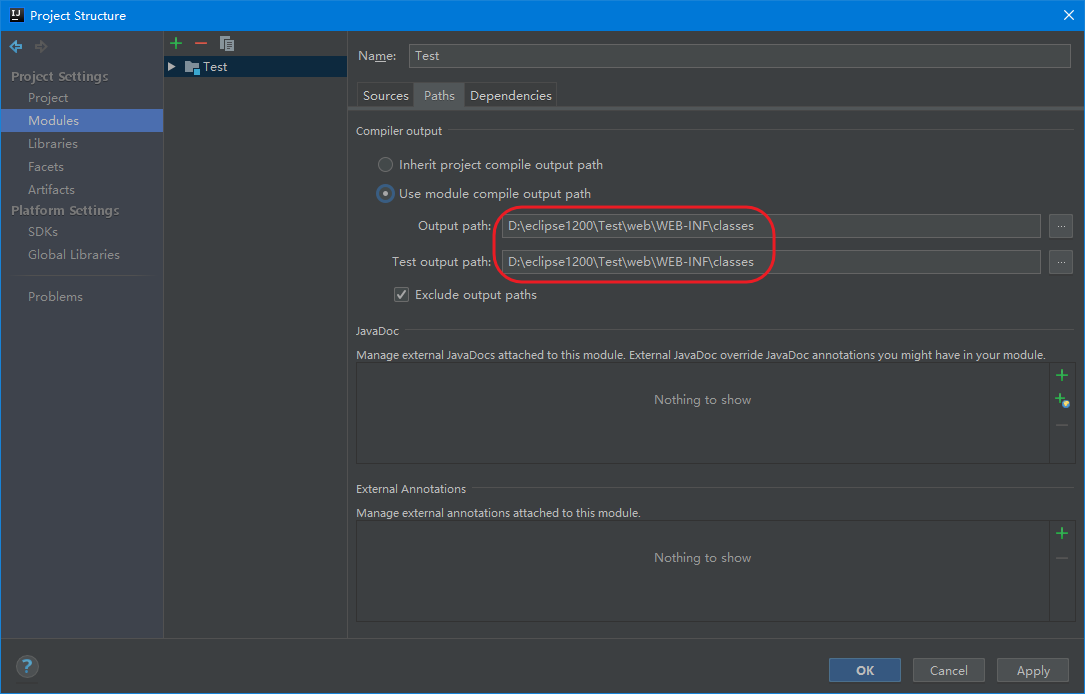 Project Structure
Project Settings
Project
Modules
Libraries
Facets
Artifacts
Platform Settings
SDKs
Global Libraries
Problems
Test
Name: Test
Sources Paths Dependencies
Compiler output
Inherit project compile output path
Use module compile output path
Output path: D:\eclipse1200\Test\web\WEB-INF\classes ...
Test output path: D:\eclipse1200\Test\web\WEB-INF\classes ...
Exclude output paths
JavaDoc
Manage external JavaDocs attached to this module. External JavaDoc override JavaDoc annotations you might have in your module.
Nothing to show
External Annotations
Manage external annotations attached to this module.
Nothing to show
? OK Cancel Apply